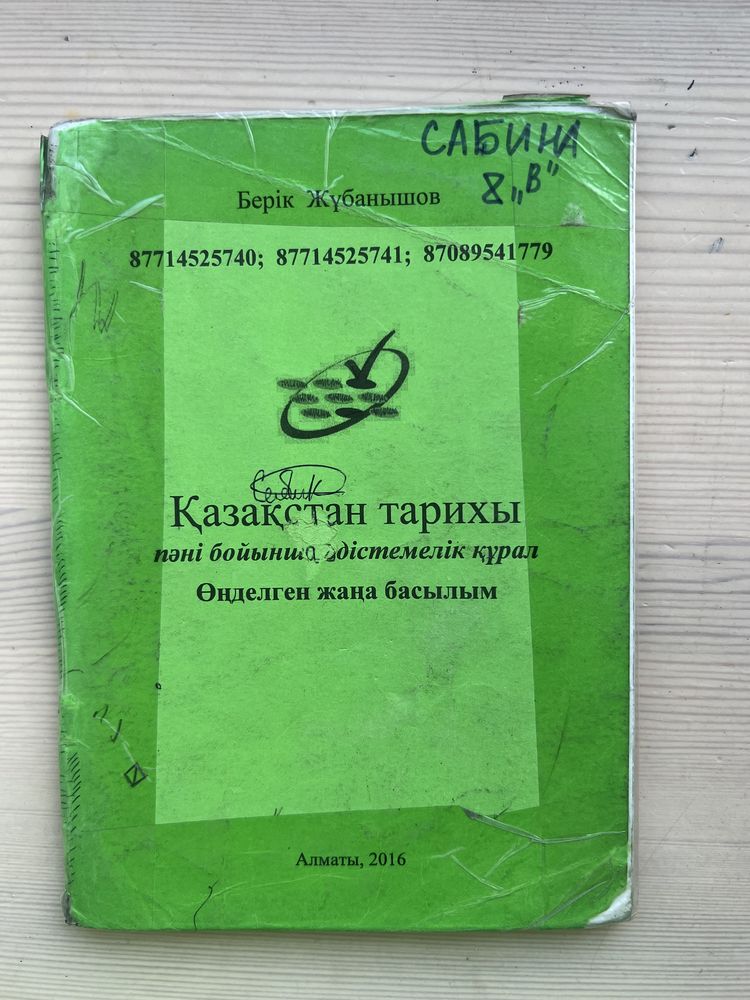 САБИНА
8 „В"
Берік Жұбанышов
87714525740; 87714525741; 87089541779
Қазақстан тарихы
пәні бойынша әдістемелік құрал
Өңделген жаңа басылым
Алматы, 2016